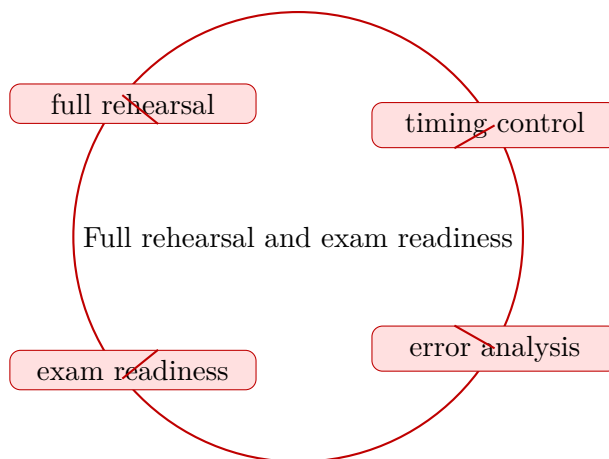 full rehearsal
timing control
Full rehearsal and exam readiness
error analysis
exam readiness